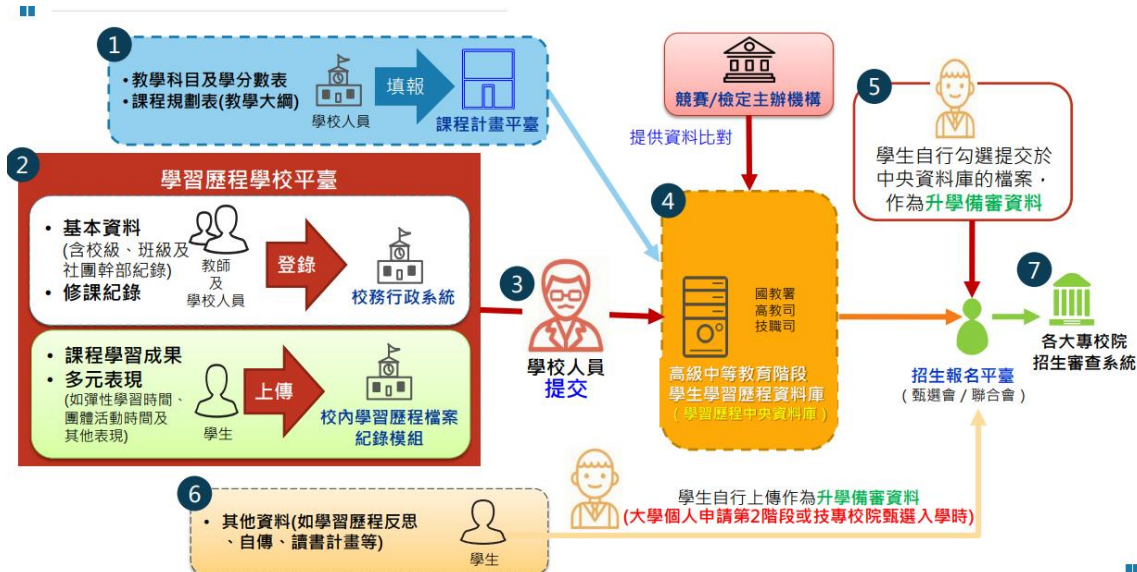 1
•教學科目及學分數表
•課程規劃表(教學大綱)
學校人員
填報
課程計畫平臺
競賽/檢定主辦機構
提供資料比對
5
學生自行勾選提交於
中央資料庫的檔案，
作為升學備審資料
2
學習歷程學校平臺
• 基本資料
(含校級、班級及
社團幹部紀錄)
• 修課紀錄
教師
及
學校人員
登錄
校務行政系統
• 課程學習成果
• 多元表現
(如彈性學習時間、
團體活動時間及
其他表現)
學生
上傳
校內學習歷程檔案
紀錄模組
3
學校人員
提交
4
國教署
高教司
技職司
高級中等教育階段
學生學習歷程資料庫
(學習歷程中央資料庫)
招生報名平臺
(甄選會/聯合會)
7
各大專校院
招生審查系統
6
• 其他資料(如學習歷程反思
、自傳、讀書計畫等)
學生
學生自行上傳作為升學備審資料
(大學個人申請第2階段或技專校院甄選入學時)